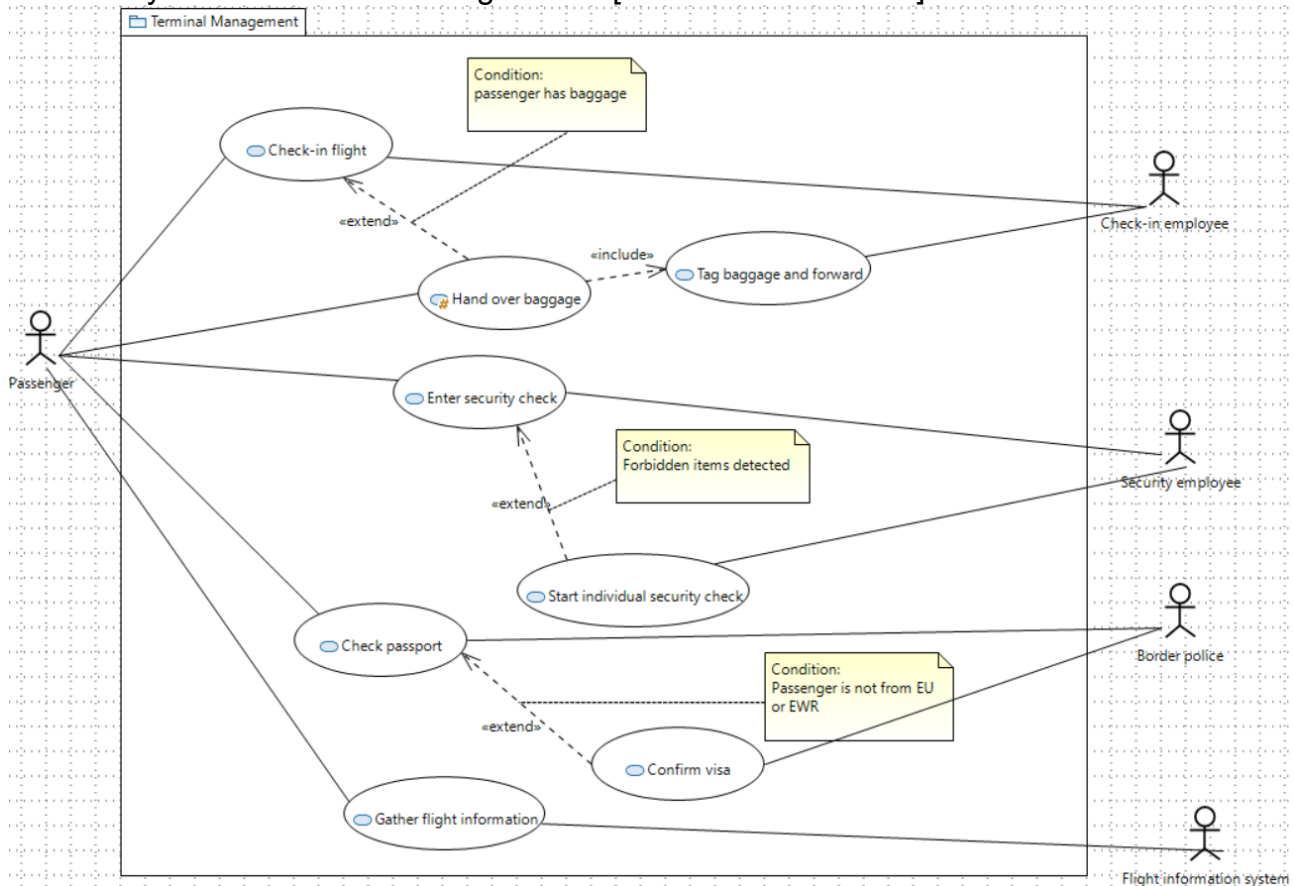 Terminal Management
Condition:
passenger has baggage
Check-in flight
«extend»
Check-in employee
«include»
Tag baggage and forward
Hand over baggage
Passenger
Enter security check
Condition:
Forbidden items detected
«extend»
Security employee
Start individual security check
Check passport
Border police
Condition:
Passenger is not from EU
or EWR
«extend»
Confirm visa
Gather flight information
Flight information system